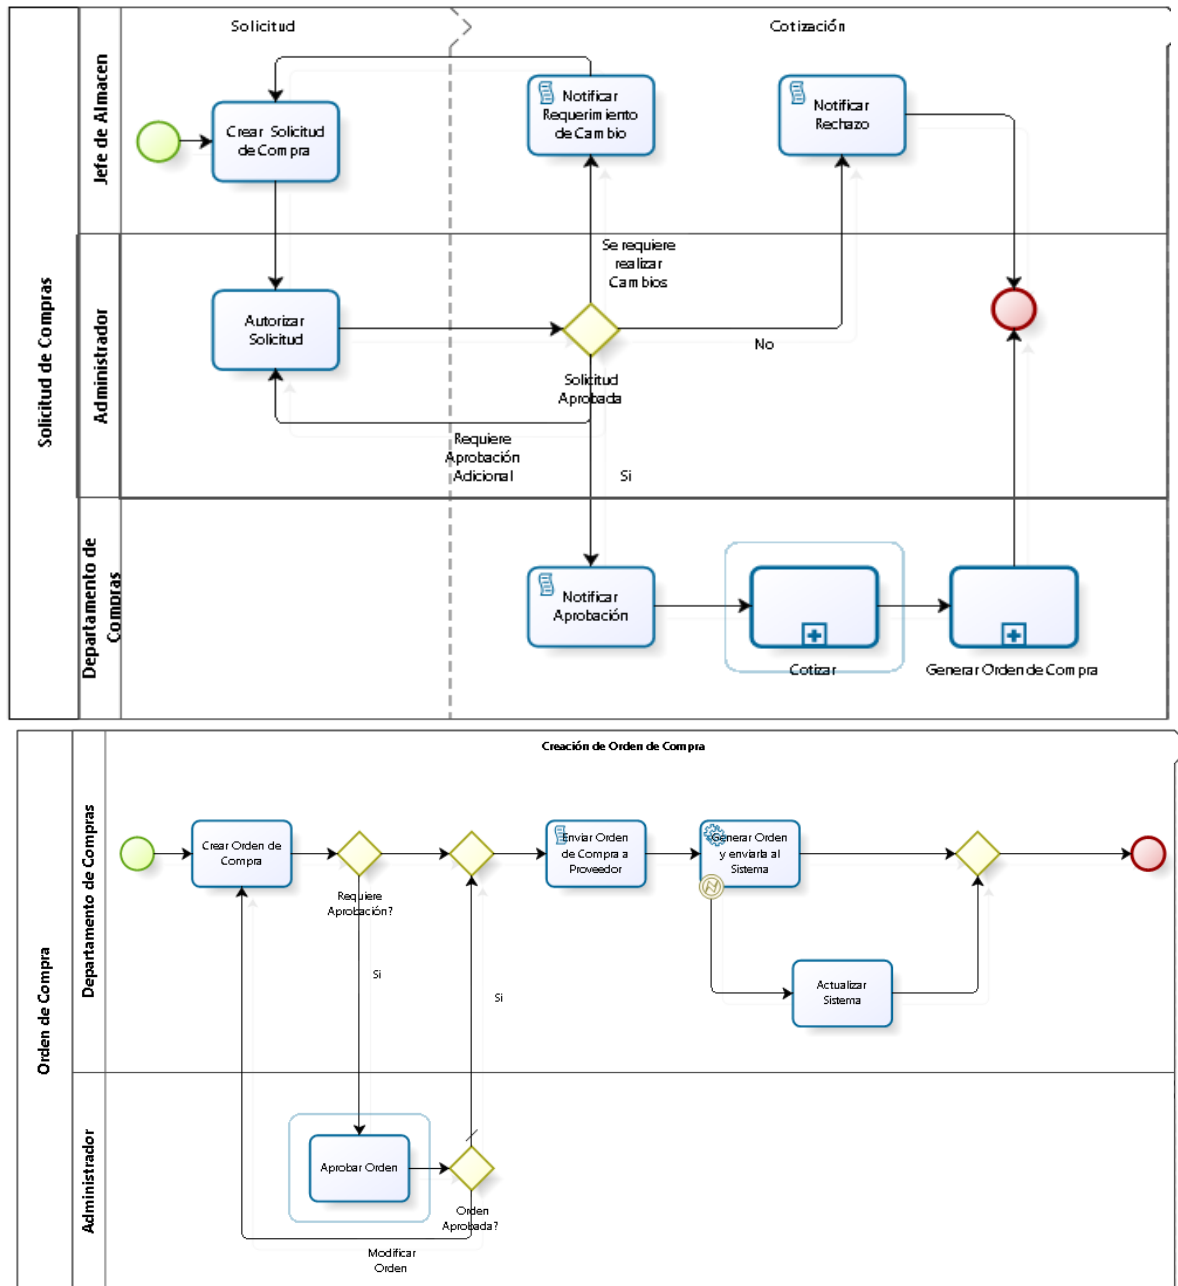 Solicitud
Cotización
Solicitud de Compras
Jefe de Almacen
Crear Solicitud
de Compra
Notificar
Requerimiento
de Cambio
Notificar
Rechazo
Administrador
Se requiere
realizar
Cambios
Autorizar
Solicitud
No
Solicitud
Aprobada
Requiere
Aprobación
Adicional
Si
Departamento de
Compras
Notificar
Aprobación
Cotizar
Generar Orden de Compra
Creación de Orden de Compra
Orden de Compra
Departamento de Compras
Crear Orden de
Compra
Requiere
Aprobación?
Si
Si
Enviar Orden
de Compra a
Proveedor
Generar Orden
y enviarla al
Sistema
Actualizar
Sistema
Administrador
Aprobar Orden
Orden
Aprobada?
Modificar
Orden